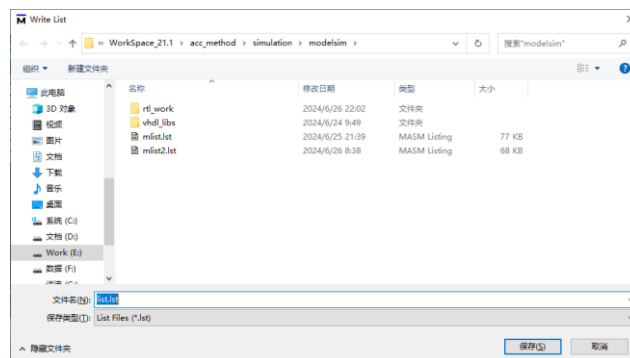 Write List
« WorkSpace_21.1 › acc_method › simulation › modelsim ›
搜索"modelsim"
组织 新建文件夹
名称 修改日期 类型 大小
rtl_work 2024/6/26 22:02 文件夹
vhdl_libs 2024/6/24 9:49 文件夹
mlist.lst 2024/6/25 21:39 MASM Listing 77 KB
mlist2.lst 2024/6/26 8:38 MASM Listing 68 KB
此电脑
3D 对象
视频
图片
文档
下载
音乐
桌面
系统 (C:)
文档 (D:)
Work (E:)
数据 (F:)
文件名(N): list.lst
保存类型(T): List Files (*.lst)
隐藏文件夹
保存(S) 取消